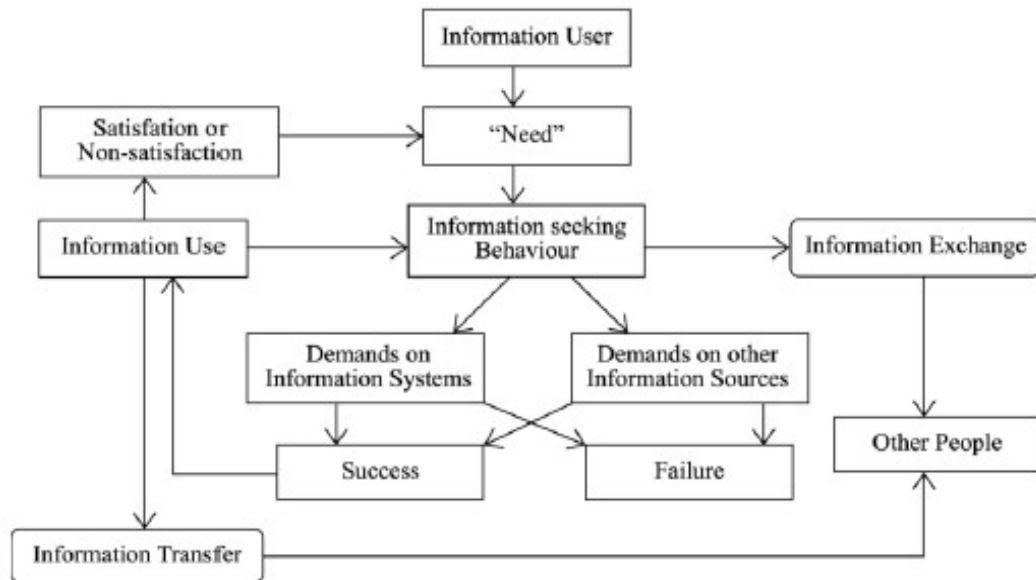 Information User
Satisfation or
Non-satisfaction
“Need”
Information Use
Information seeking
Behaviour
Information Exchange
Demands on
Information Systems
Demands on other
Information Sources
Success
Failure
Other People
Information Transfer